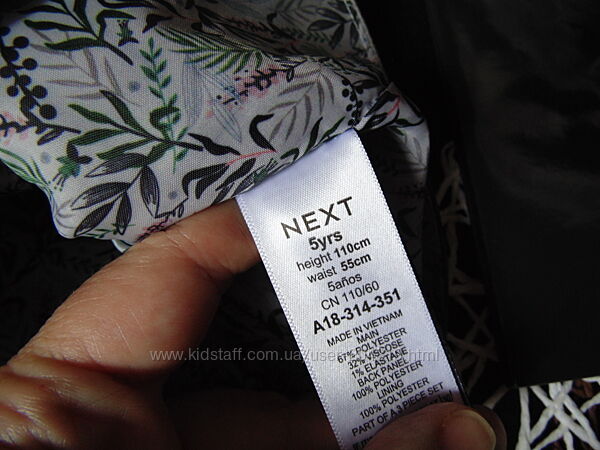 NEXT
5yrs
height 110cm
waist 55cm
5años
CN 110/60
A18-314-351
MADE IN VIETNAM
MAIN
67% POLYESTER
32% VISCOSE
1% ELASTANE
BACK PANEL
100% POLYESTER
LINING
100% POLYESTER
PART OF A 3 PIECE SET
www.kidstaff.com.ua